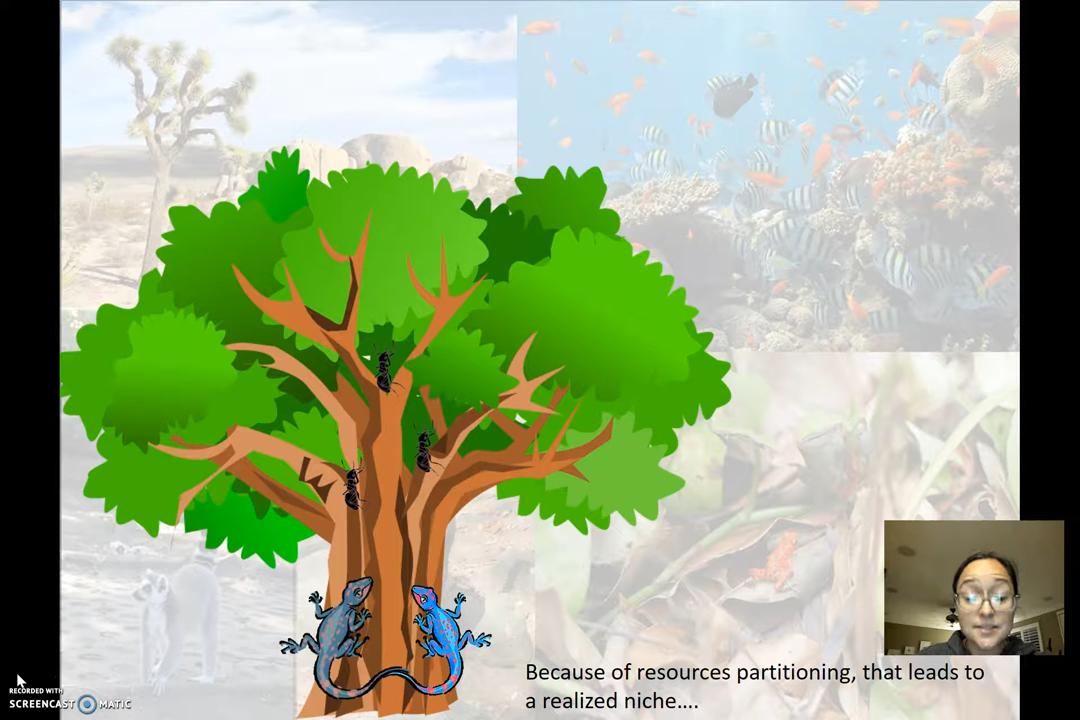 Because of resources partitioning, that leads to
a realized niche....
RECORDED WITH
SCREENCAST MATIC